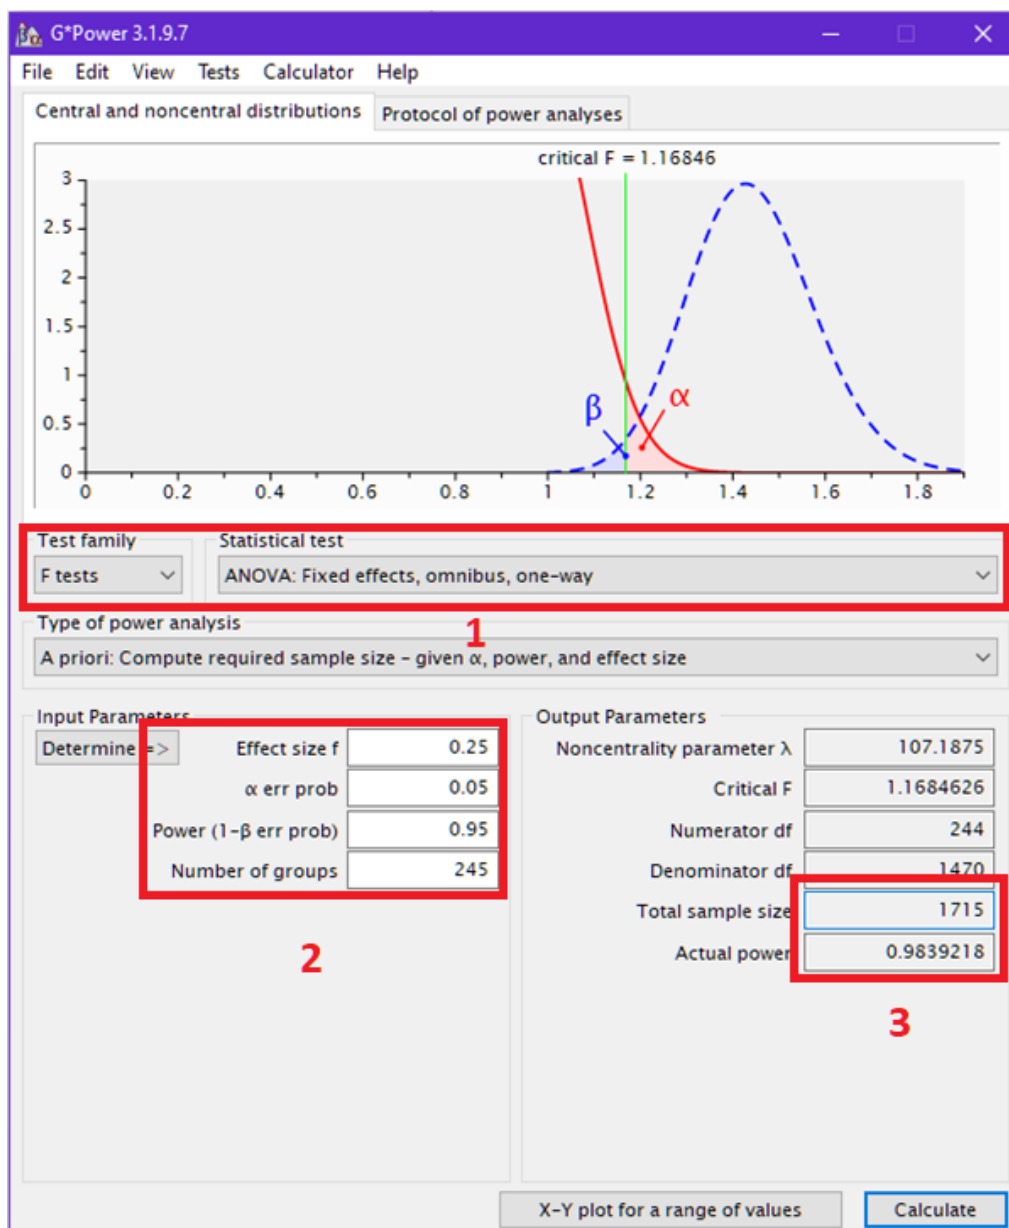 G*Power 3.1.9.7
File Edit View Tests Calculator Help
Central and noncentral distributions Protocol of power analyses
critical F = 1.16846
3
2.5
2
1.5
1
0.5
0
β α
0 0.2 0.4 0.6 0.8 1 1.2 1.4 1.6 1.8
Test family Statistical test
F tests ANOVA: Fixed effects, omnibus, one-way
1
Type of power analysis
A priori: Compute required sample size - given α, power, and effect size
Input Parameters Output Parameters
Determine => Effect size f 0.25 Noncentrality parameter λ 107.1875
α err prob 0.05 Critical F 1.1684626
Power (1-β err prob) 0.95 Numerator df 244
Number of groups 245 Denominator df 1470
Total sample size 1715
Actual power 0.9839218
2
3
X-Y plot for a range of values Calculate